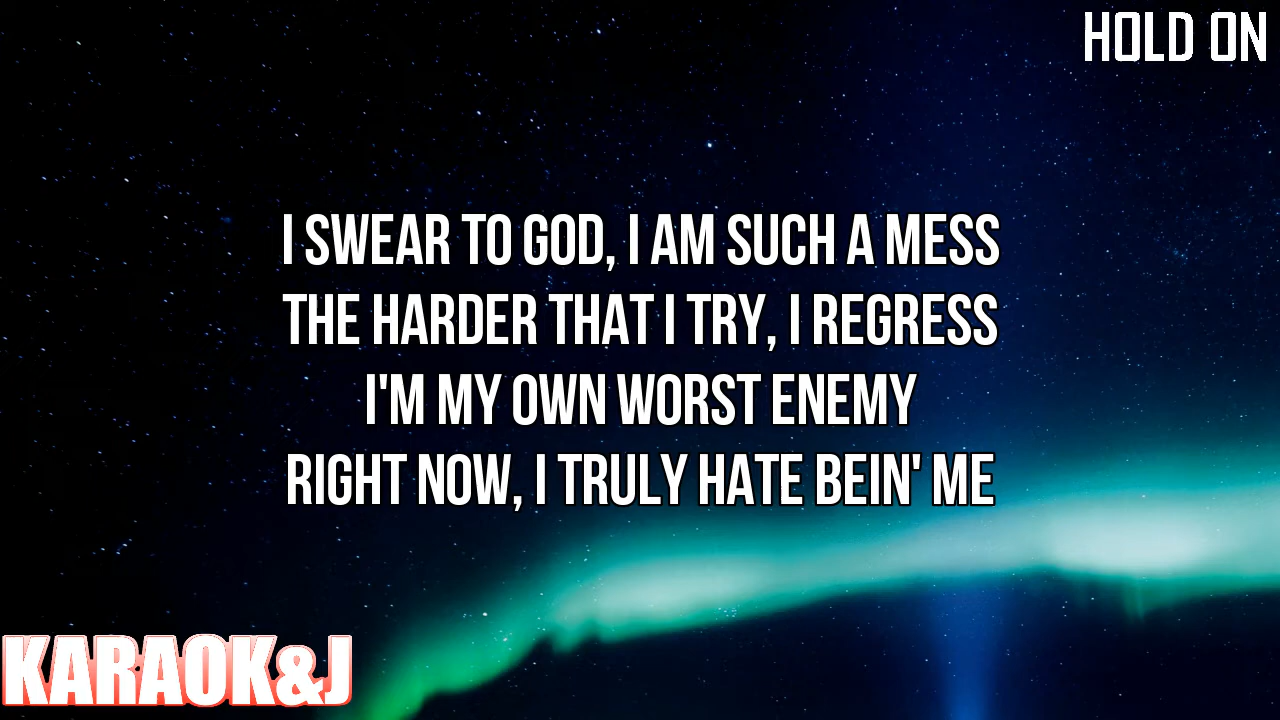 HOLD ON
I SWEAR TO GOD, I AM SUCH A MESS
THE HARDER THAT I TRY, I REGRESS
I'M MY OWN WORST ENEMY
RIGHT NOW, I TRULY HATE BEIN' ME
KARAOK&J